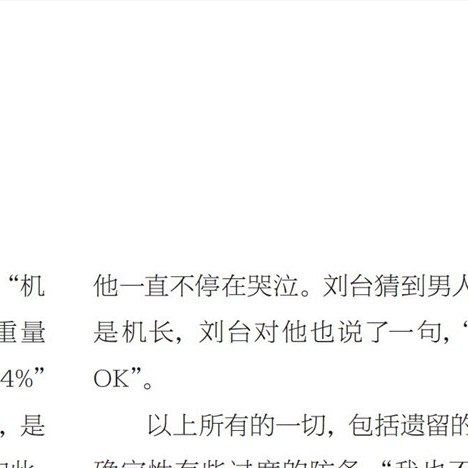 “机
重量
4%”
，是
他一直不停在哭泣。刘台猜到男人
是机长，刘台对他也说了一句，“
OK”。
以上所有的一切，包括遗留的